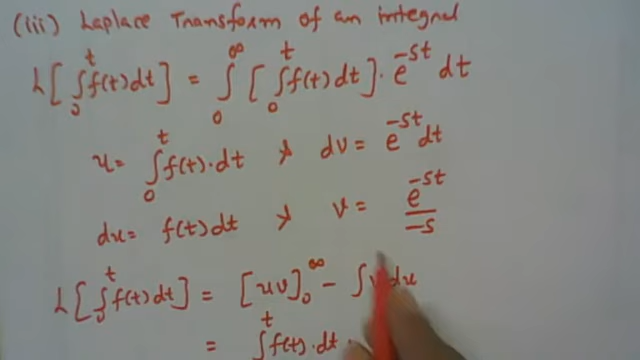 (iii) Laplace Transform of an integral
L[∫₀ᵗ f(t)dt] = ∫₀^∞ [∫₀ᵗ f(t)dt] · e^{-st} dt
u = ∫₀ᵗ f(t)·dt , dv = e^{-st}dt
du = f(t)dt , v = e^{-st}/-s
L[∫₀ᵗ f(t)dt] = [uv]₀^∞ - ∫v du
= ∫ᵗ f(t)·dt ·